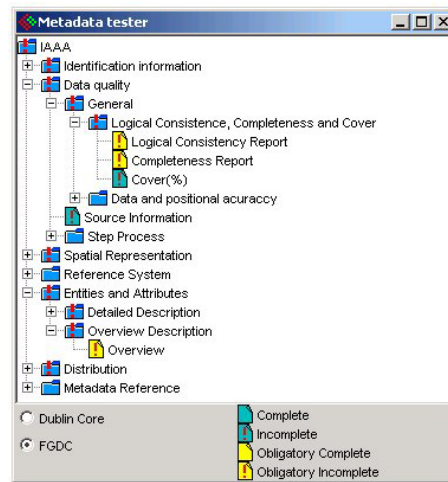 Metadata tester
IAAA
Identification information
Data quality
General
Logical Consistence, Completeness and Cover
Logical Consistency Report
Completeness Report
Cover(%)
Data and positional acuraccy
Source Information
Step Process
Spatial Representation
Reference System
Entities and Attributes
Detailed Description
Overview Description
Overview
Distribution
Metadata Reference
Dublin Core
FGDC
Complete
Incomplete
Obligatory Complete
Obligatory Incomplete